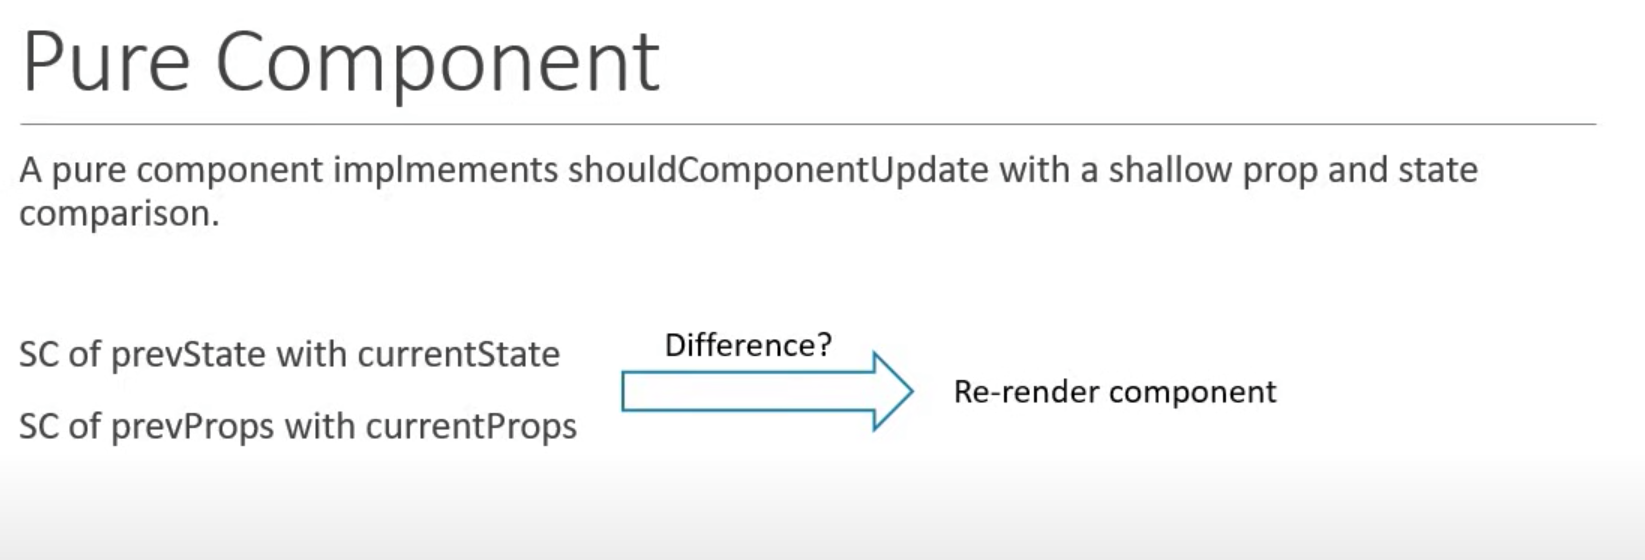 Pure Component
A pure component implmements shouldComponentUpdate with a shallow prop and state
comparison.
SC of prevState with currentState
Difference?
Re-render component
SC of prevProps with currentProps